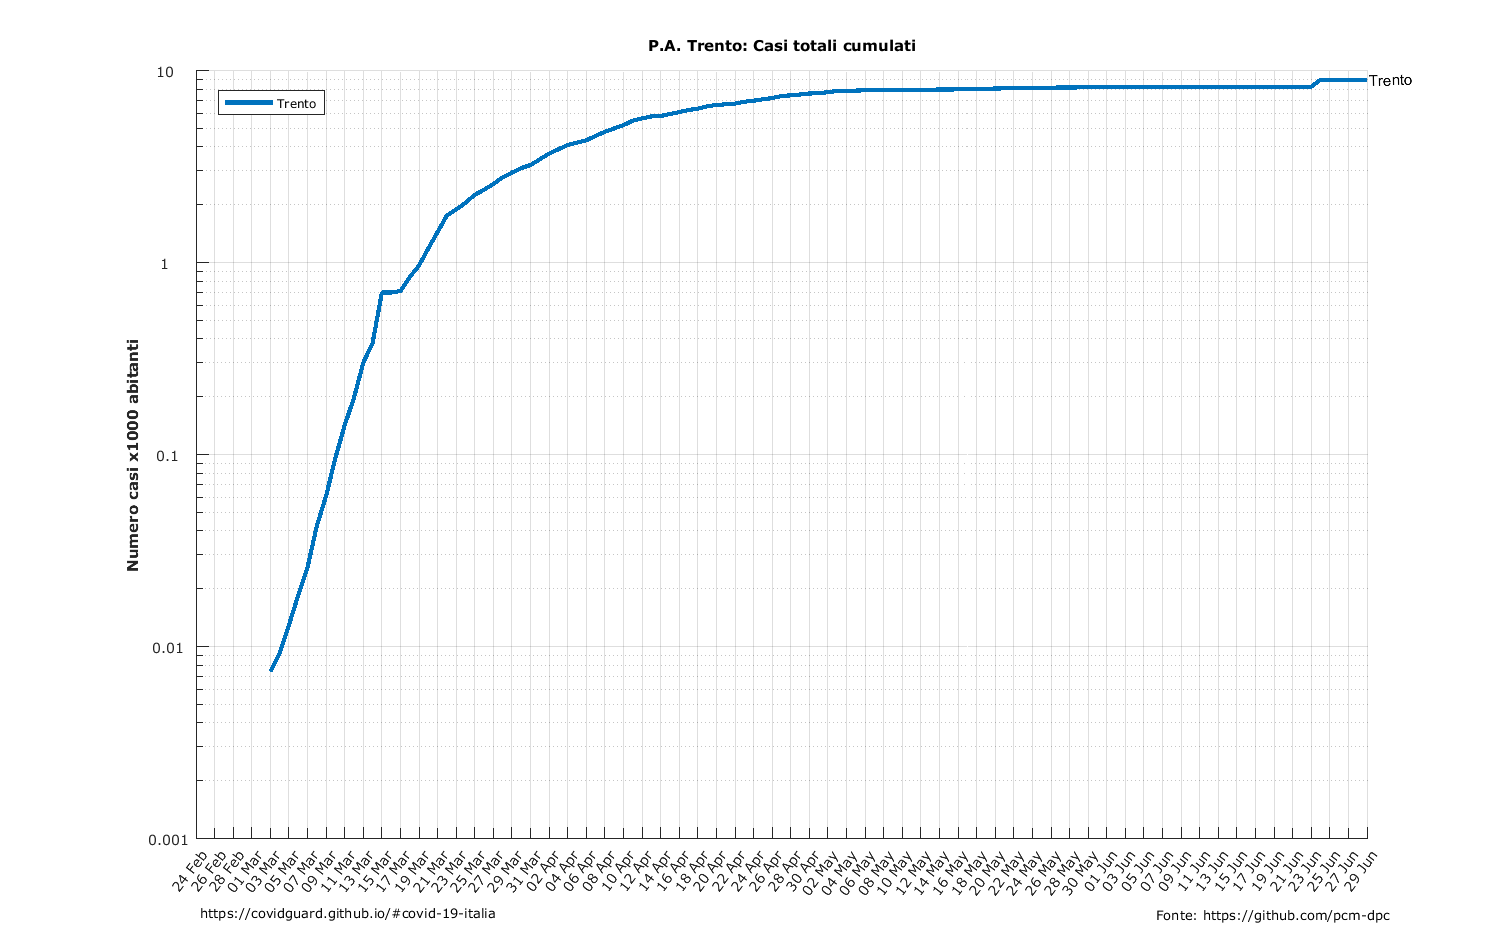 P.A. Trento: Casi totali cumulati
10
1
0.1
0.01
0.001
Numero casi x1000 abitanti
Trento
Trento
24 Feb
26 Feb
28 Feb
01 Mar
03 Mar
05 Mar
07 Mar
09 Mar
11 Mar
13 Mar
15 Mar
17 Mar
19 Mar
21 Mar
23 Mar
25 Mar
27 Mar
29 Mar
31 Mar
02 Apr
04 Apr
06 Apr
08 Apr
10 Apr
12 Apr
14 Apr
16 Apr
18 Apr
20 Apr
22 Apr
24 Apr
26 Apr
28 Apr
30 Apr
02 May
04 May
06 May
08 May
10 May
12 May
14 May
16 May
18 May
20 May
22 May
24 May
26 May
28 May
30 May
01 Jun
03 Jun
05 Jun
07 Jun
09 Jun
11 Jun
13 Jun
15 Jun
17 Jun
19 Jun
21 Jun
23 Jun
25 Jun
27 Jun
29 Jun
https://covidguard.github.io/#covid-19-italia
Fonte: https://github.com/pcm-dpc